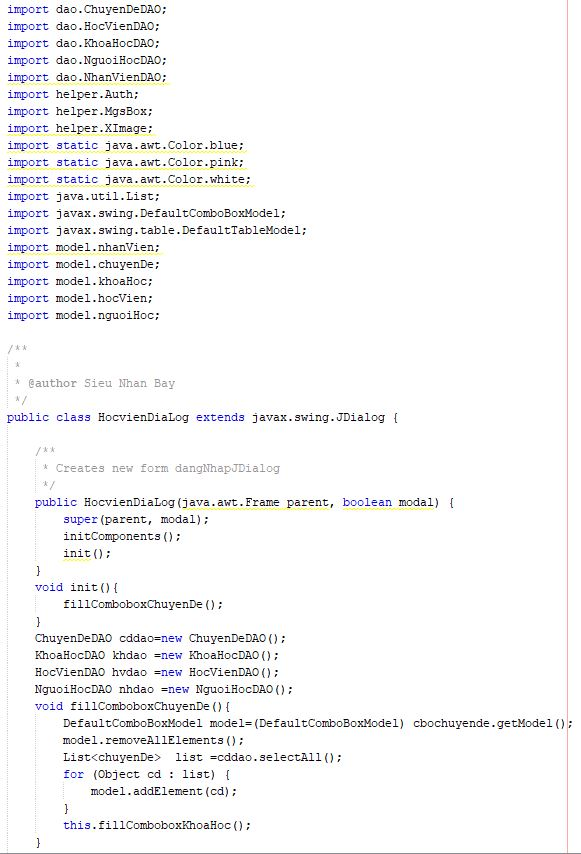 import dao.ChuyenDeDAO;
import dao.HocVienDAO;
import dao.KhoaHocDAO;
import dao.NguoiHocDAO;
import dao.NhanVienDAO;
import helper.Auth;
import helper.MgsBox;
import helper.XImage;
import static java.awt.Color.blue;
import static java.awt.Color.pink;
import static java.awt.Color.white;
import java.util.List;
import javax.swing.DefaultComboBoxModel;
import javax.swing.table.DefaultTableModel;
import model.nhanVien;
import model.chuyenDe;
import model.khoaHoc;
import model.hocVien;
import model.nguoiHoc;
/**
 *
 * @author Sieu Nhan Bay
 */
public class HocvienDiaLog extends javax.swing.JDialog {
    /**
     * Creates new form dangNhapJDialog
     */
    public HocvienDiaLog(java.awt.Frame parent, boolean modal) {
        super(parent, modal);
        initComponents();
        init();
    }
    void init(){
        fillComboboxChuyenDe();
    }
    ChuyenDeDAO cddao=new ChuyenDeDAO();
    KhoaHocDAO khdao =new KhoaHocDAO();
    HocVienDAO hvdao =new HocVienDAO();
    NguoiHocDAO nhdao =new NguoiHocDAO();
    void fillComboboxChuyenDe(){
        DefaultComboBoxModel model=(DefaultComboBoxModel) cbochuyende.getModel();
        model.removeAllElements();
        List<chuyenDe>  list =cddao.selectAll();
        for (Object cd : list) {
            model.addElement(cd);
        }
        this.fillComboboxKhoaHoc();
    }